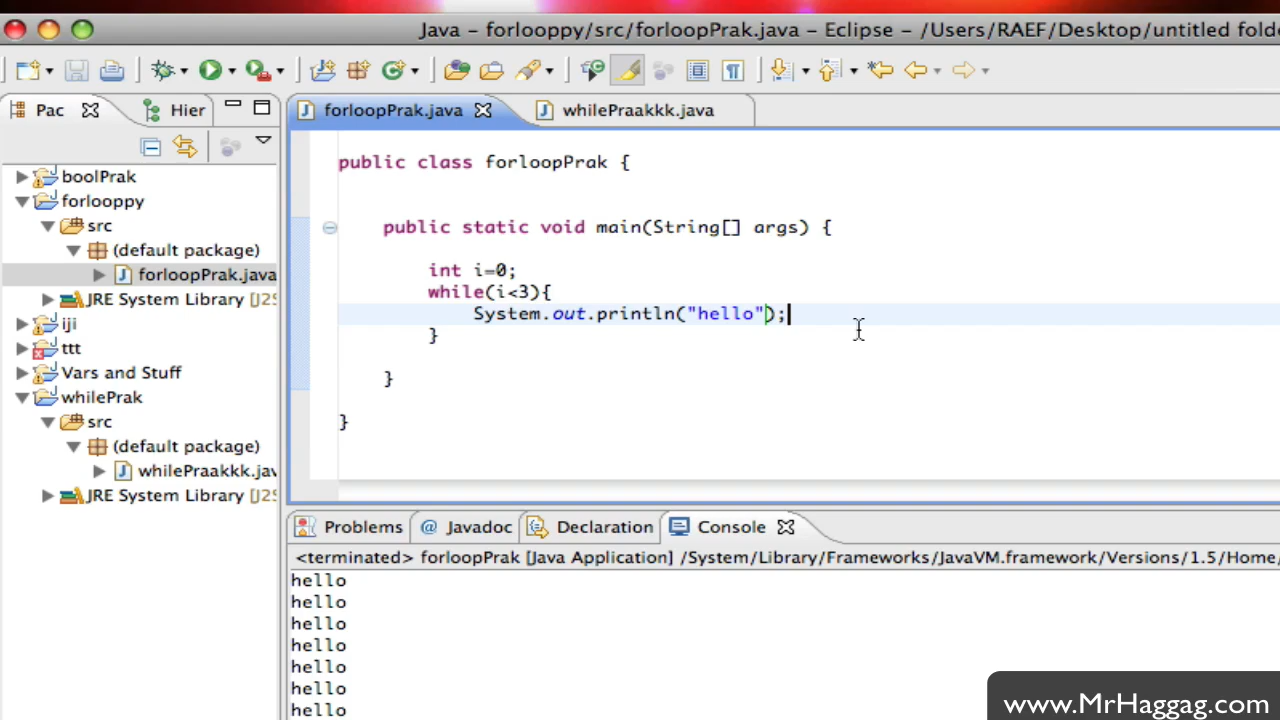 Java – forlooppy/src/forloopPrak.java – Eclipse – /Users/RAEF/Desktop/untitled folde
Pac
Hier
forloopPrak.java
whilePraakkk.java
boolPrak
forlooppy
src
(default package)
forloopPrak.java
JRE System Library [J2S
iji
ttt
Vars and Stuff
whilePrak
src
(default package)
whilePraakkk.jav
JRE System Library [J2S
public class forloopPrak {
public static void main(String[] args) {
int i=0;
while(i<3){
System.out.println("hello");
}
}
}
Problems
@ Javadoc
Declaration
Console
<terminated> forloopPrak [Java Application] /System/Library/Frameworks/JavaVM.framework/Versions/1.5/Home/
hello
hello
hello
hello
hello
hello
hello
www.MrHaggag.com